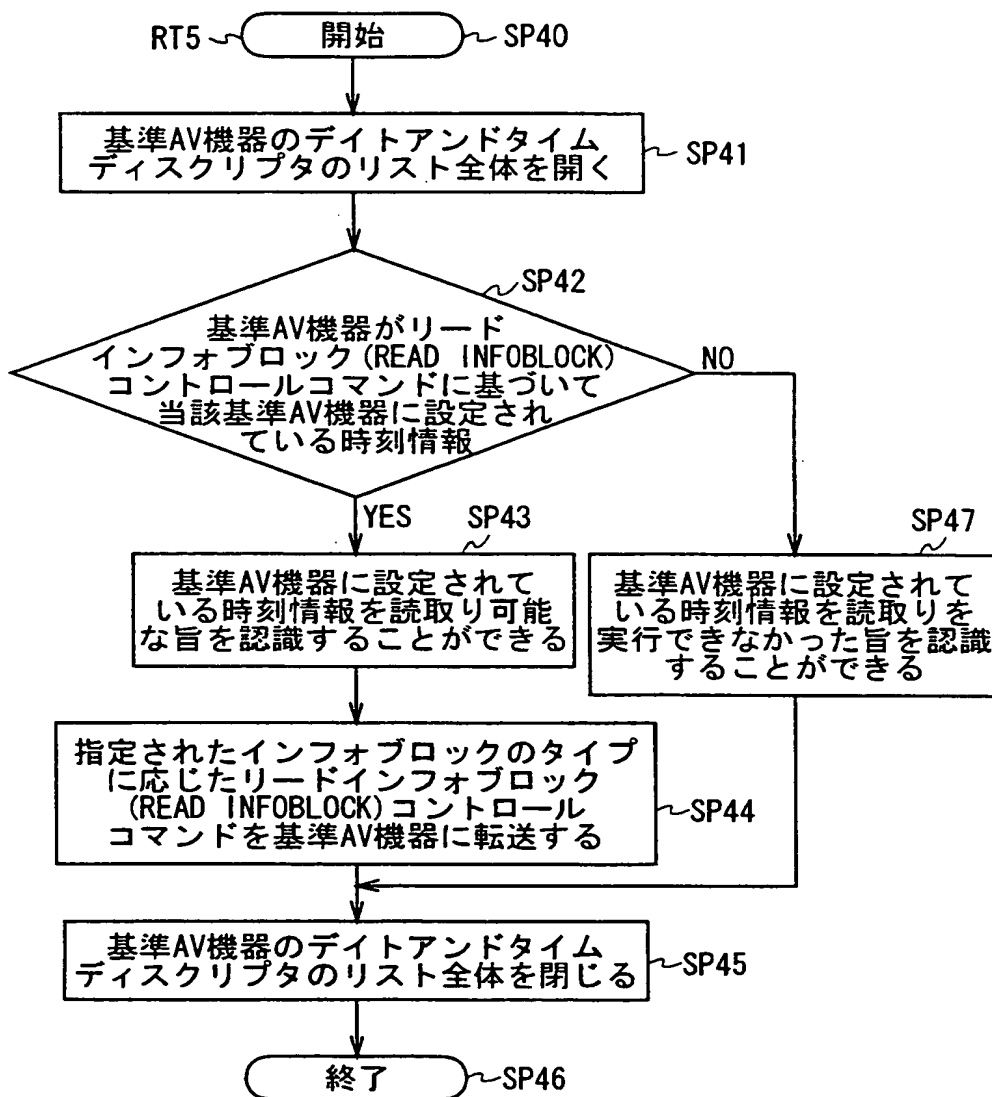 RT5 開始 SP40
基準AV機器のデイトアンドタイム
ディスクリプタのリスト全体を開く
SP41
SP42
基準AV機器がリード
インフォブロック(READ INFOBLOCK)
コントロールコマンドに基づいて
当該基準AV機器に設定され
ている時刻情報
NO
YES
SP43
基準AV機器に設定されて
いる時刻情報を読取り可能
な旨を認識することができる
SP47
基準AV機器に設定されて
いる時刻情報を読取りを
実行できなかった旨を認識
することができる
指定されたインフォブロックのタイプ
に応じたリードインフォブロック
(READ INFOBLOCK)コントロール
コマンドを基準AV機器に転送する
SP44
基準AV機器のデイトアンドタイム
ディスクリプタのリスト全体を閉じる
SP45
終了 SP46